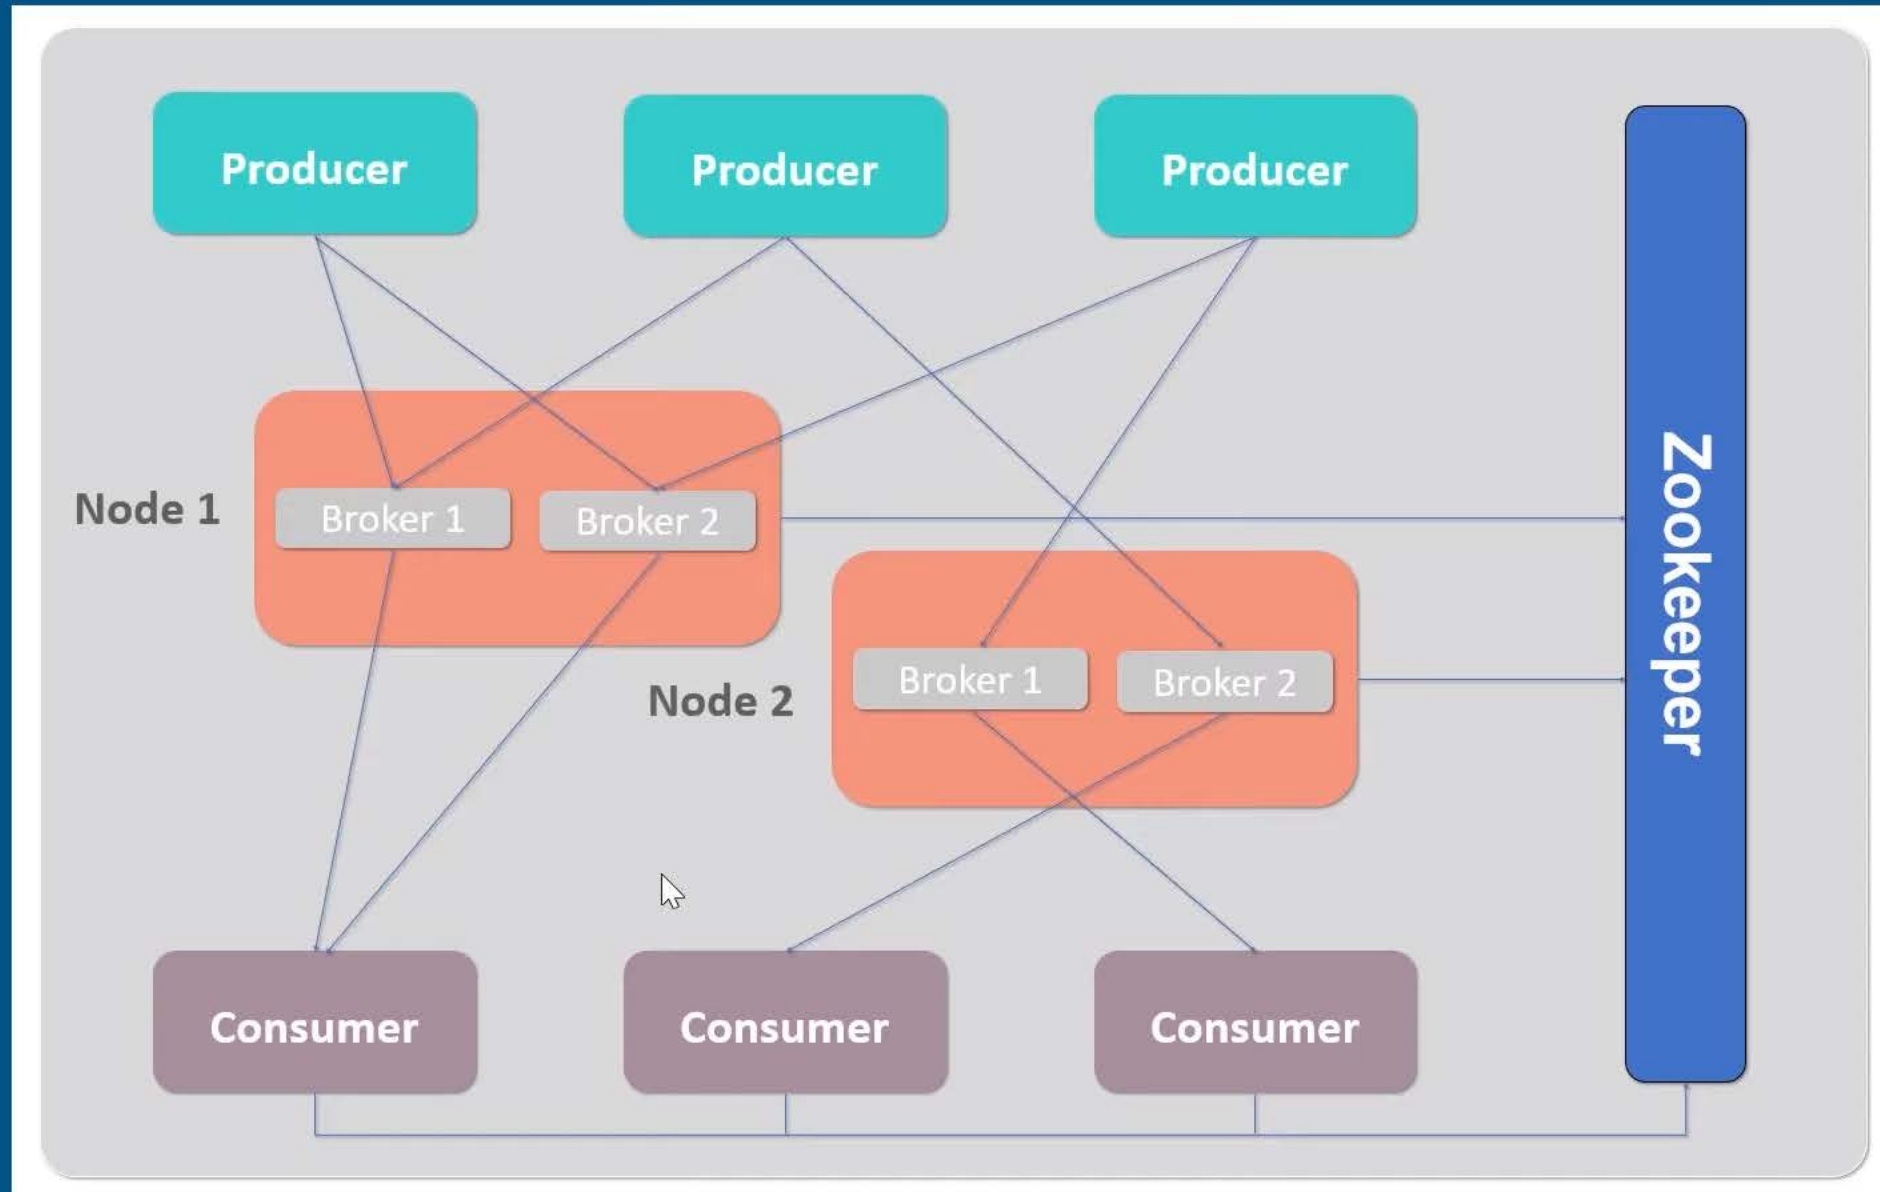 Producer
Producer
Producer
Node 1
Broker 1
Broker 2
Node 2
Broker 1
Broker 2
Zookeeper
Consumer
Consumer
Consumer